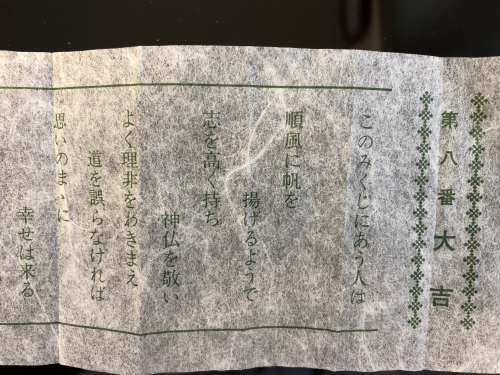 第八番大吉
このみくじにあう人は
順風に帆を
揚げるようで
志を高く持ち
神仏を敬い
よく理非をわきまえ
道を誤らなければ
思いのまゝに
幸せは来る